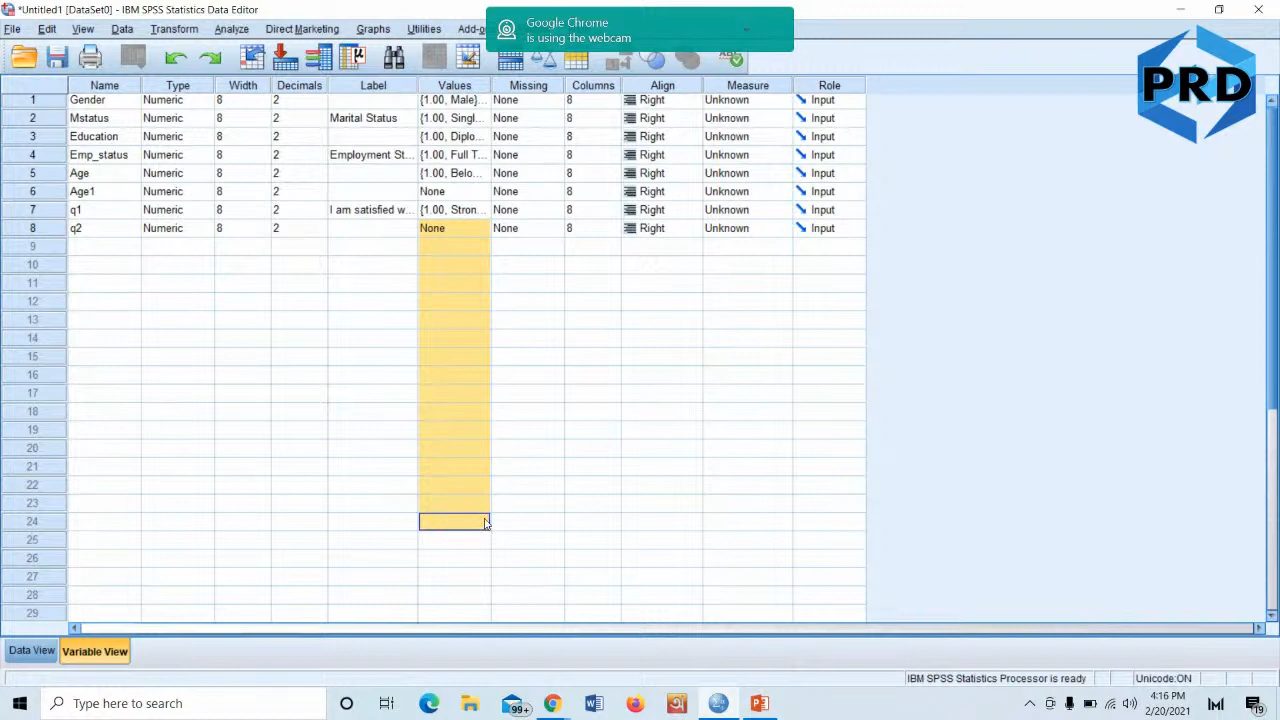 *Untitled1 [DataSet0] - IBM SPSS Statistics Data Editor
Google Chrome
is using the webcam
File Edit View Data Transform Analyze Direct Marketing Graphs Utilities Add-o
PRD
Name Type Width Decimals Label Values Missing Columns Align Measure Role
1 Gender Numeric 8 2 {1.00, Male}... None 8 Right Unknown Input
2 Mstatus Numeric 8 2 Marital Status {1.00, Singl... None 8 Right Unknown Input
3 Education Numeric 8 2 {1.00, Diplo... None 8 Right Unknown Input
4 Emp_status Numeric 8 2 Employment St... {1.00, Full T... None 8 Right Unknown Input
5 Age Numeric 8 2 {1.00, Belo... None 8 Right Unknown Input
6 Age1 Numeric 8 2 None None 8 Right Unknown Input
7 q1 Numeric 8 2 I am satisfied w... {1.00, Stron... None 8 Right Unknown Input
8 q2 Numeric 8 2 None None 8 Right Unknown Input
9
10
11
12
13
14
15
16
17
18
19
20
21
22
23
24
25
26
27
28
29
Data View Variable View
IBM SPSS Statistics Processor is ready Unicode:ON
Type here to search
99+
4:16 PM
2/20/2021
19